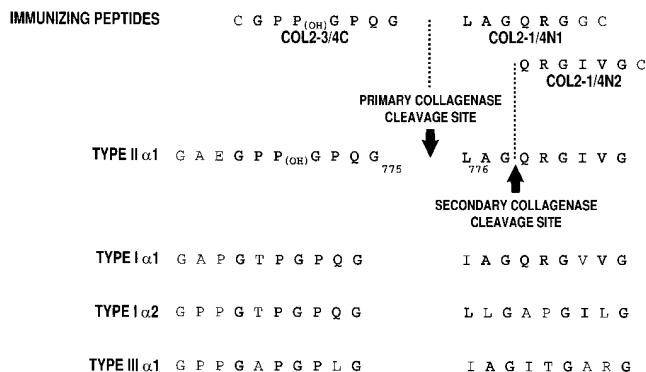 IMMUNIZING PEPTIDES C G P P(OH) G P Q G L A G Q R G G C
COL2-3/4C COL2-1/4N1
Q R G I V G C
COL2-1/4N2
PRIMARY COLLAGENASE
CLEAVAGE SITE
TYPE II α1 G A E G P P(OH) G P Q G 775 L A G Q R G I V G
776
SECONDARY COLLAGENASE
CLEAVAGE SITE
TYPE I α1 G A P G T P G P Q G I A G Q R G V V G
TYPE I α2 G P P G T P G P Q G L L G A P G I L G
TYPE III α1 G P P G A P G P L G I A G I T G A R G